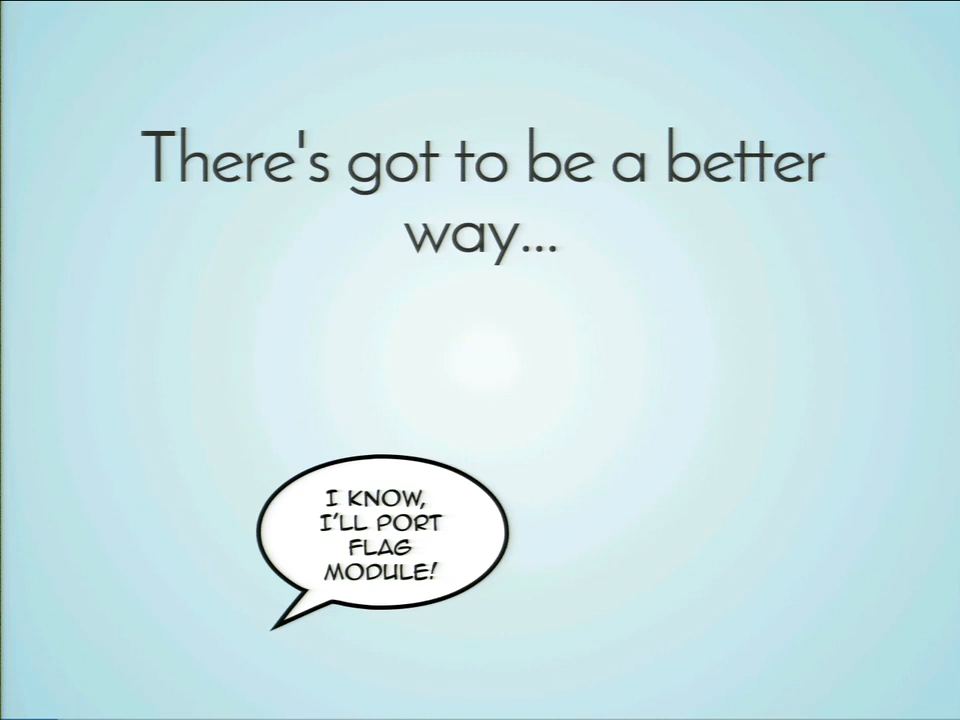 There's got to be a better
way...
I KNOW,
I'LL PORT
FLAG
MODULE!